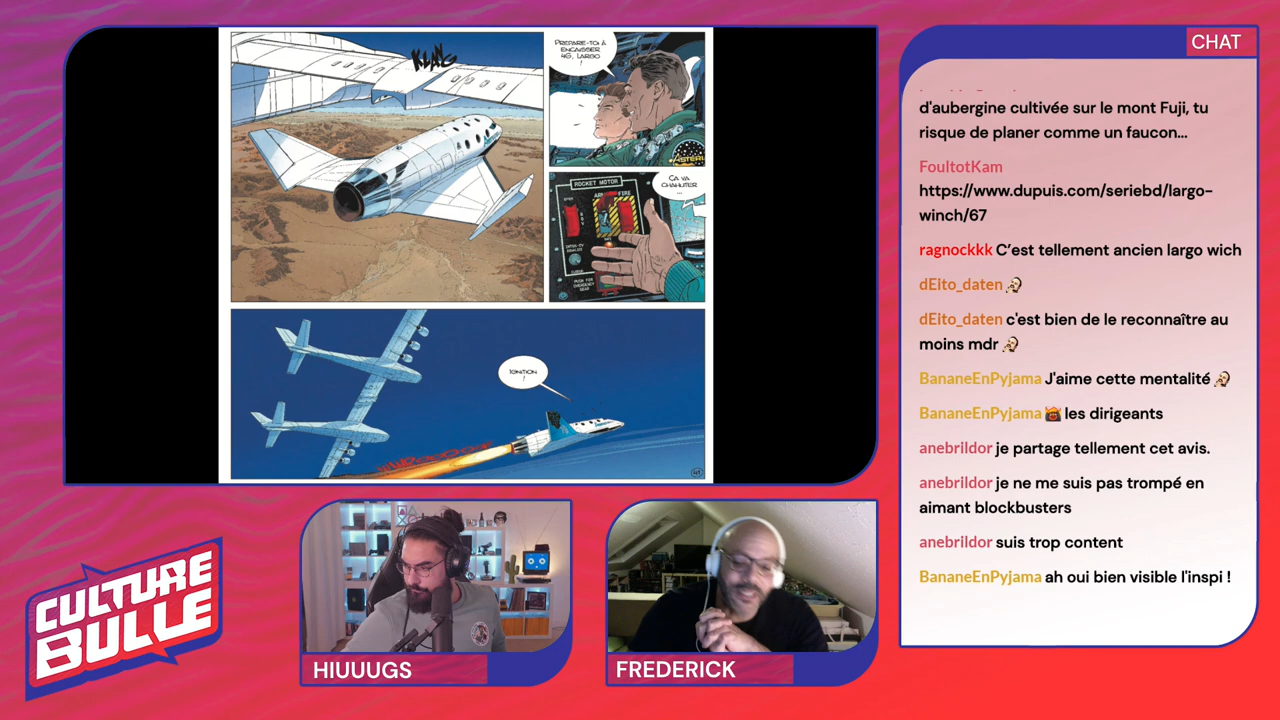 KLANG
PREPARE-TOI À
ENCAISSER
4G, LARGO
!
ASTERI
ROCKET MOTOR
ARM
FIRE
ÇA VA
CHAHUTER
...
IGNITION
!
CHAT
d'aubergine cultivée sur le mont Fuji, tu
risque de planer comme un faucon...
FoultotKam
https://www.dupuis.com/seriebd/largo-
winch/67
ragnockkk C'est tellement ancien largo wich
dEito_daten
dEito_daten c'est bien de le reconnaître au
moins mdr
BananeEnPyjama J'aime cette mentalité
BananeEnPyjama les dirigeants
anebrildor je partage tellement cet avis.
anebrildor je ne me suis pas trompé en
aimant blockbusters
anebrildor suis trop content
BananeEnPyjama ah oui bien visible l'inspi !
CULTURE
BULLE
HIUUUGS
FREDERICK